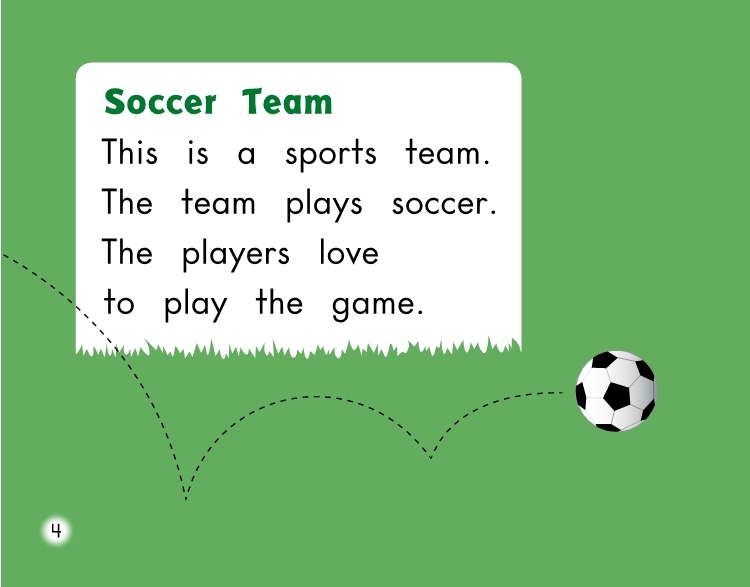 Soccer Team
This is a sports team.
The team plays soccer.
The players love
to play the game.
4